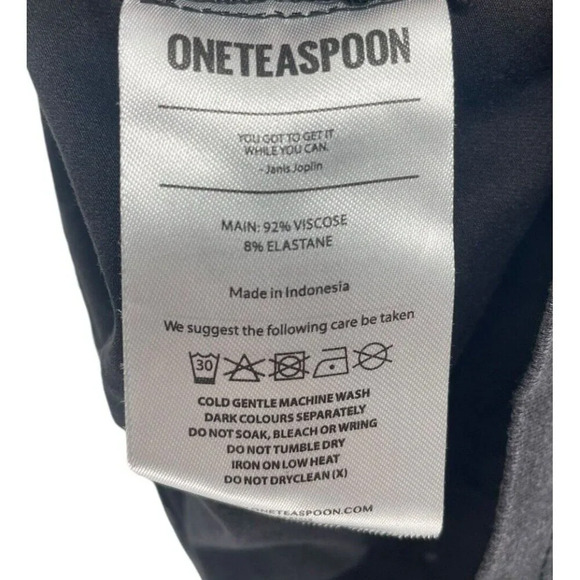 ONETEASPOON
YOU GOT TO GET IT
WHILE YOU CAN.
- Janis Joplin
MAIN: 92% VISCOSE
8% ELASTANE
Made in Indonesia
We suggest the following care be taken
30
COLD GENTLE MACHINE WASH
DARK COLOURS SEPARATELY
DO NOT SOAK, BLEACH OR WRING
DO NOT TUMBLE DRY
IRON ON LOW HEAT
DO NOT DRYCLEAN (X)
ONETEASPOON.COM